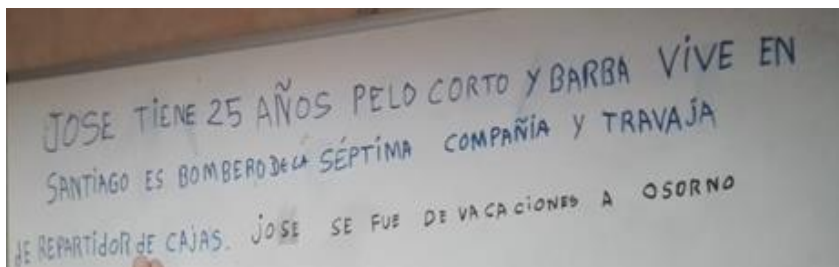 JOSE TIENE 25 AÑOS PELO CORTO Y BARBA VIVE EN
SANTIAGO ES BOMBERO DE LA SÉPTIMA COMPAÑIA Y TRAVAJA
DE REPARTIDOR DE CAJAS. JOSE SE FUE DE VACACIONES A OSORNO